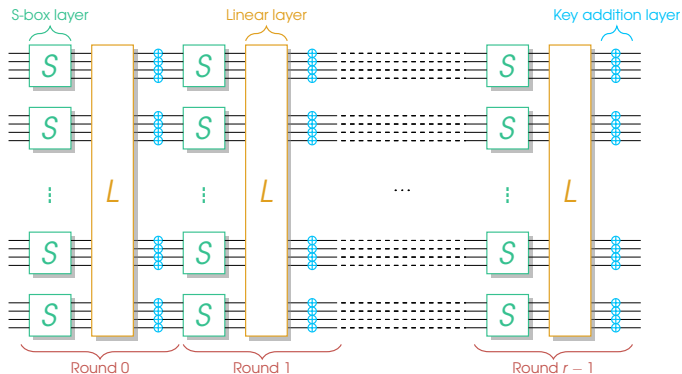 S-box layer Linear layer Key addition layer
S L S S L
S S S
L L ... L
S S S
S S S
Round 0 Round 1 Round r − 1